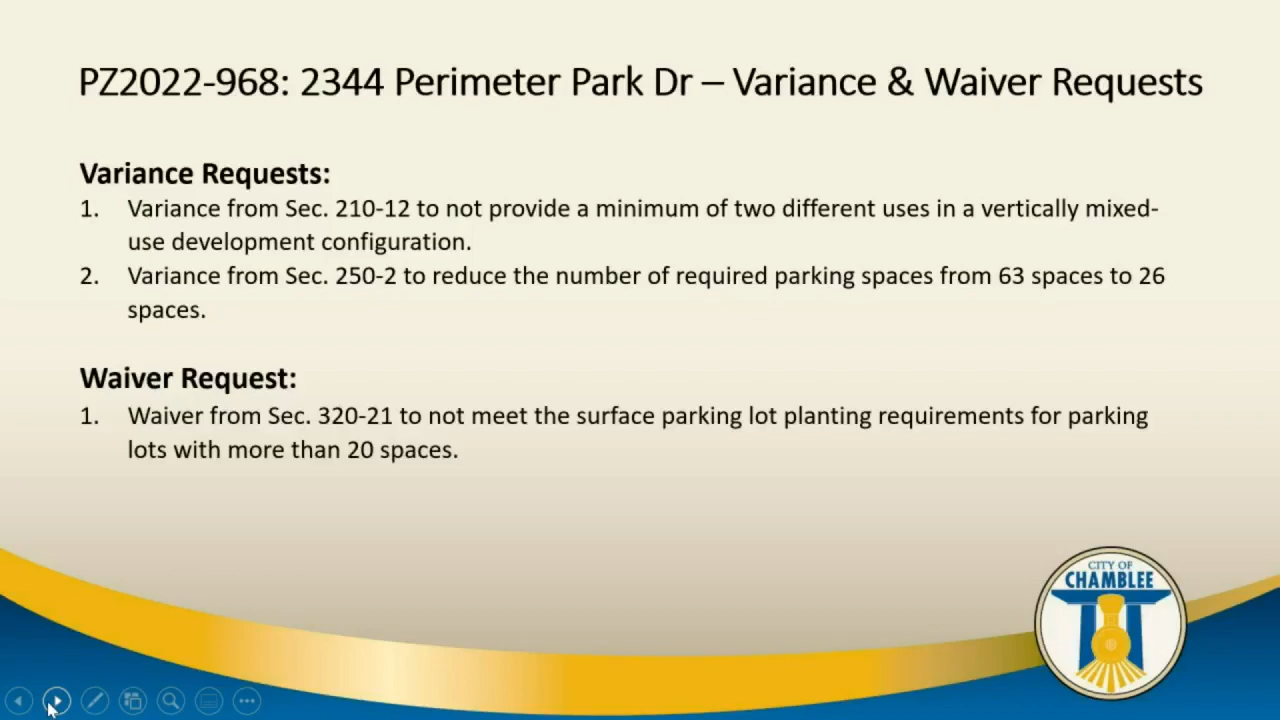 PZ2022-968: 2344 Perimeter Park Dr – Variance & Waiver Requests
Variance Requests:
1. Variance from Sec. 210-12 to not provide a minimum of two different uses in a vertically mixed-
use development configuration.
2. Variance from Sec. 250-2 to reduce the number of required parking spaces from 63 spaces to 26
spaces.
Waiver Request:
1. Waiver from Sec. 320-21 to not meet the surface parking lot planting requirements for parking
lots with more than 20 spaces.
CITY OF
CHAMBLEE